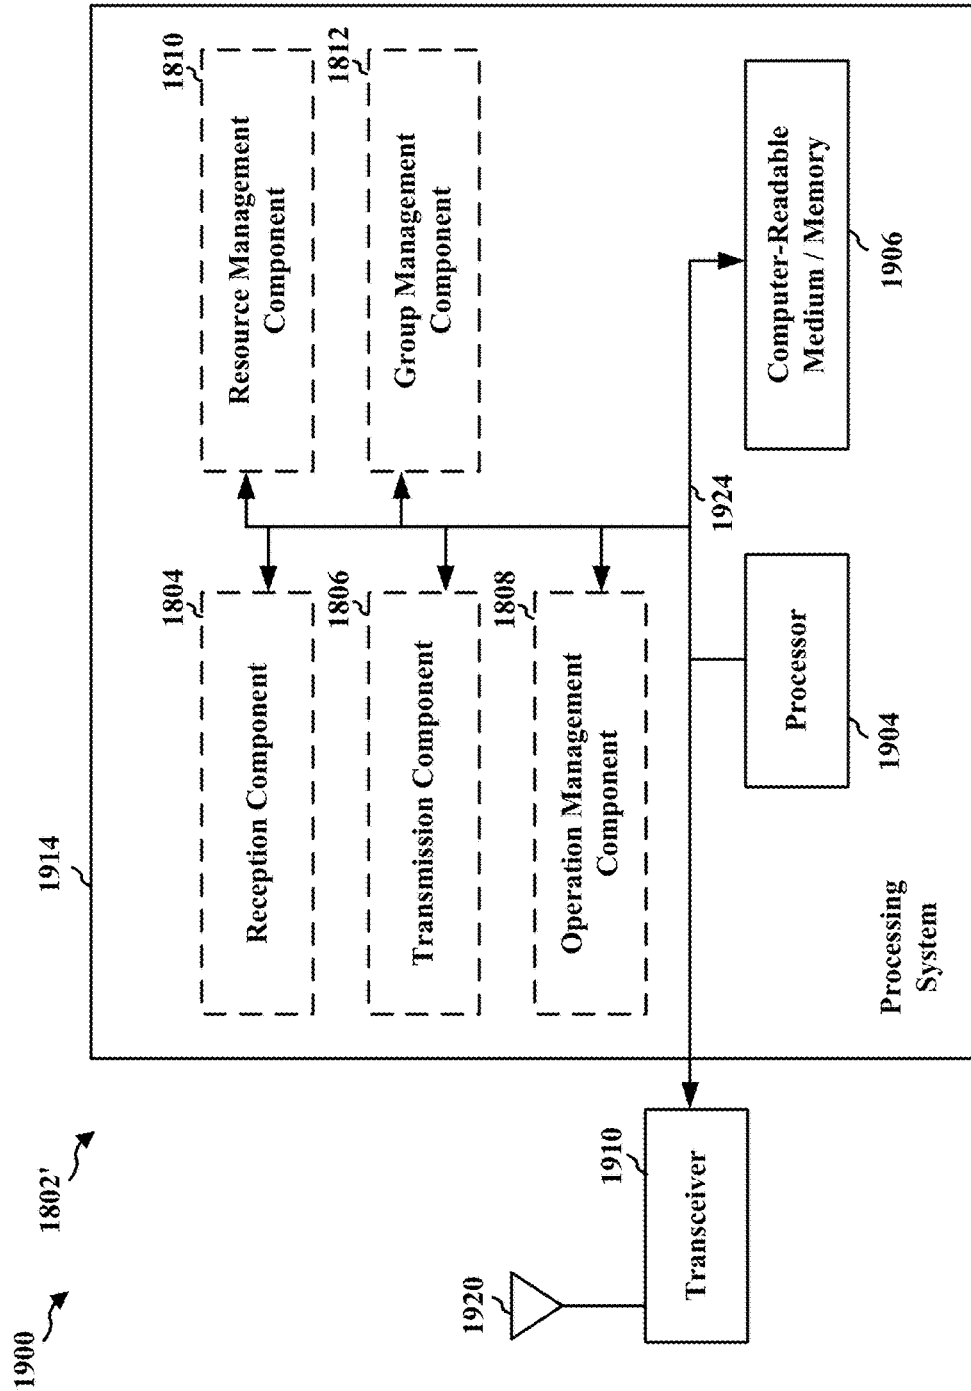 1900
1802'
1914
Reception Component
1804
Resource Management
Component
1810
Transmission Component
1806
Group Management
Component
1812
Operation Management
Component
1808
1920
Transceiver
1910
1924
Processor
1904
Computer-Readable
Medium / Memory
1906
Processing
System